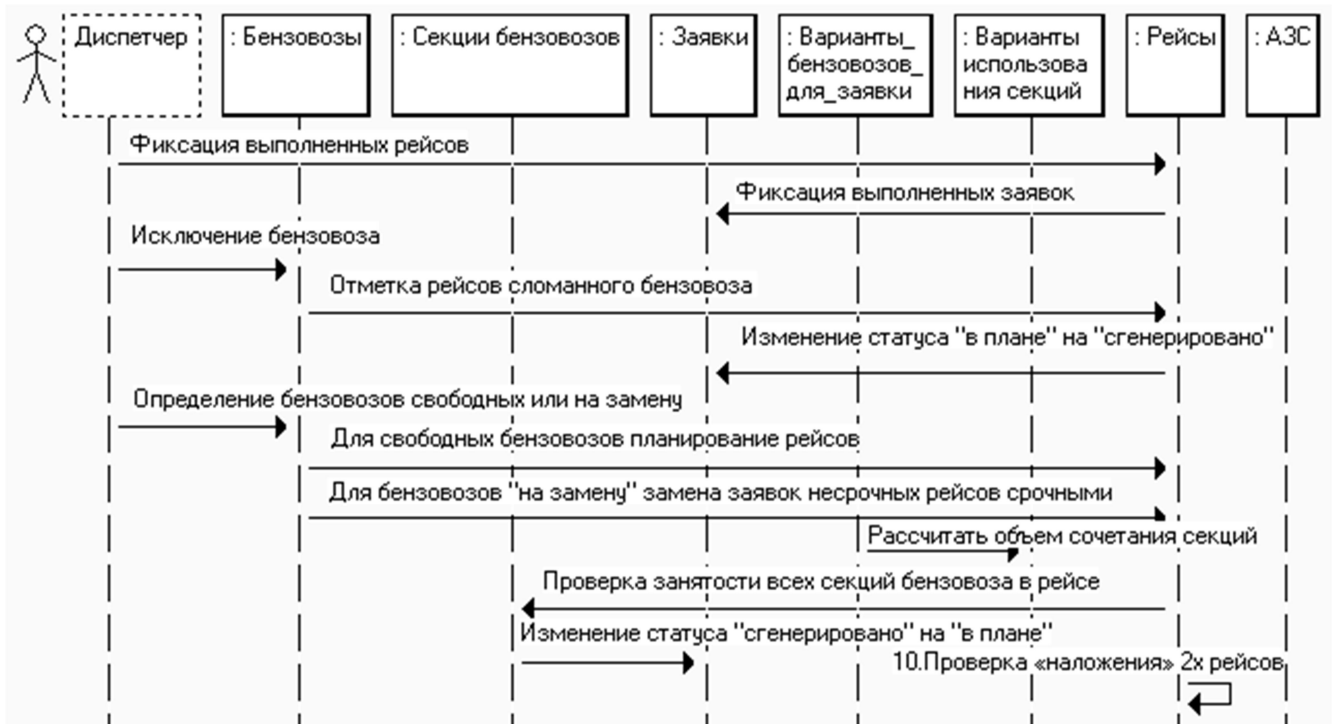 Диспетчер
: Бензовозы
: Секции бензовозов
: Заявки
: Варианты_
бензовозов_
для_заявки
: Варианты
использова
ния секций
: Рейсы
: АЗС
Фиксация выполненных рейсов
Фиксация выполненных заявок
Исключение бензовоза
Отметка рейсов сломанного бензовоза
Изменение статуса "в плане" на "сгенерировано"
Определение бензовозов свободных или на замену
Для свободных бензовозов планирование рейсов
Для бензовозов "на замену" замена заявок несрочных рейсов срочными
Рассчитать объем сочетания секций
Проверка занятости всех секций бензовоза в рейсе
Изменение статуса "сгенерировано" на "в плане"
10.Проверка «наложения» 2х рейсов